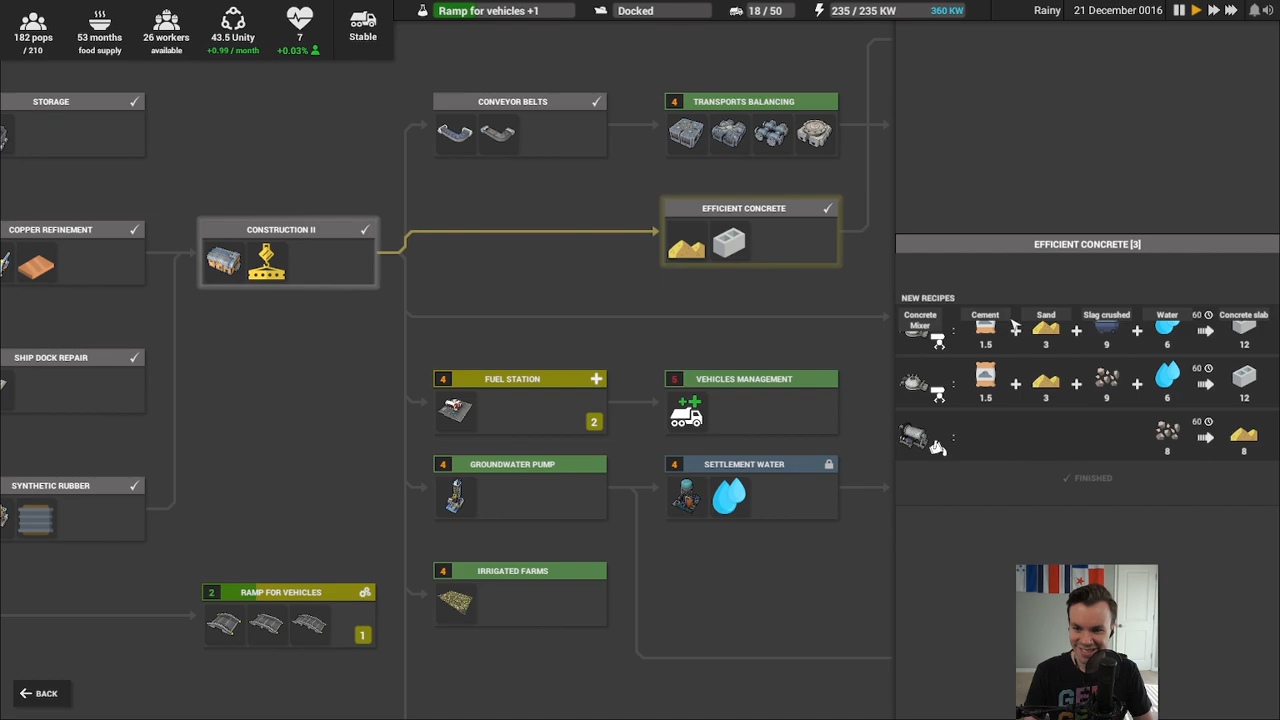 182 pops
/ 210
53 months
food supply
26 workers
available
43.5 Unity
+0.99 / month
7
+0.03%
Stable
Ramp for vehicles +1
Docked
18 / 50
235 / 235 KW
360 KW
Rainy
21 December 0016
STORAGE
CONVEYOR BELTS
4 TRANSPORTS BALANCING
COPPER REFINEMENT
CONSTRUCTION II
EFFICIENT CONCRETE
EFFICIENT CONCRETE [3]
NEW RECIPES
Concrete
Mixer
Cement
Sand
Slag crushed
Water
60
Concrete slab
: 1.5 + 3 + 9 + 6 12
60
: 1.5 + 3 + 9 + 6 12
60
: 8 8
FINISHED
SHIP DOCK REPAIR
4 FUEL STATION
2
5 VEHICLES MANAGEMENT
SYNTHETIC RUBBER
4 GROUNDWATER PUMP
4 SETTLEMENT WATER
4 IRRIGATED FARMS
2 RAMP FOR VEHICLES
1
BACK